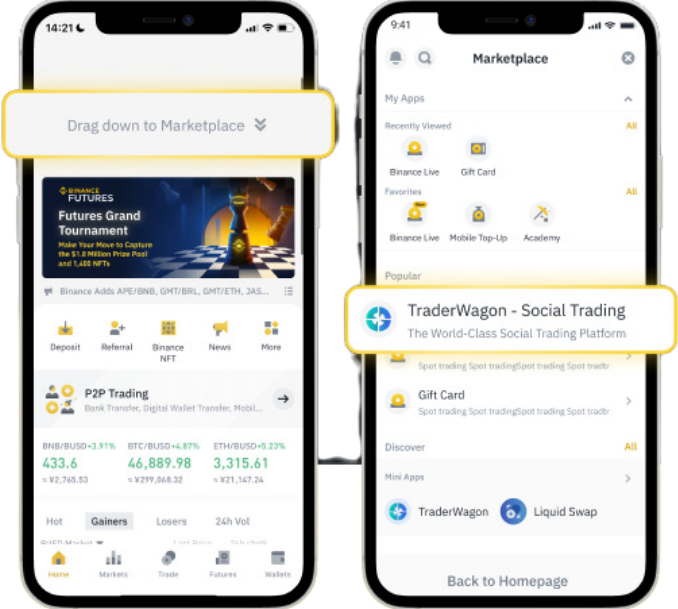 14:21
Drag down to Marketplace
BINANCE
FUTURES
Futures Grand
Tournament
Make Your Move to Capture
the $1.8 Million Prize Pool
and 1,400 NFTs
Binance Adds APE/BNB, GMT/BRL, GMT/ETH, JAS...
Deposit Referral Binance NFT News More
P2P Trading
Bank Transfer, Digital Wallet Transfer, Mobil...
BNB/BUSD+3.91% BTC/BUSD+4.87% ETH/BUSD+5.23%
433.6 46,889.98 3,315.61
≈ ¥2,765.53 ≈ ¥299,068.32 ≈ ¥21,147.24
Hot Gainers Losers 24h Vol
BUSD Market Last Price 24h chg%
Home Markets Trade Futures Wallets
9:41
Marketplace
My Apps
Recently Viewed All
Binance Live Gift Card
Favorites All
Binance Live Mobile Top-Up Academy
Popular
TraderWagon - Social Trading
The World-Class Social Trading Platform
Spot trading Spot tradingSpot trading Spot tradtr
Gift Card
Spot trading Spot tradingSpot trading Spot tradtr
Discover All
Mini Apps
TraderWagon Liquid Swap
Back to Homepage